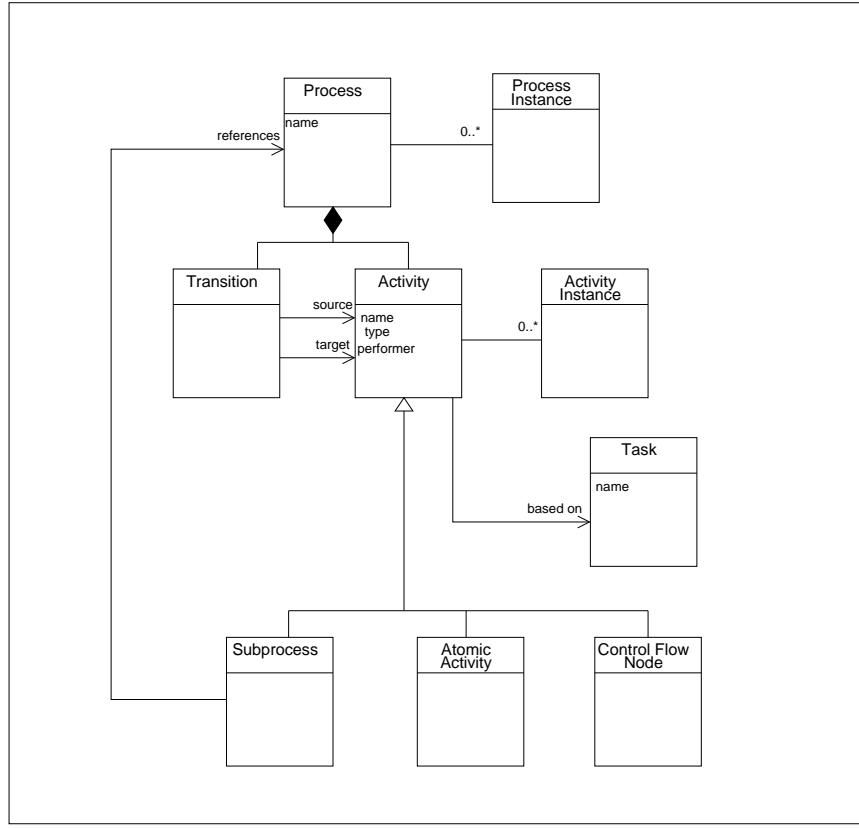 Process
name
Process
Instance
references
0..*
Transition
Activity
Activity
Instance
source
name
type
target
performer
0..*
Task
name
based on
Subprocess
Atomic
Activity
Control Flow
Node